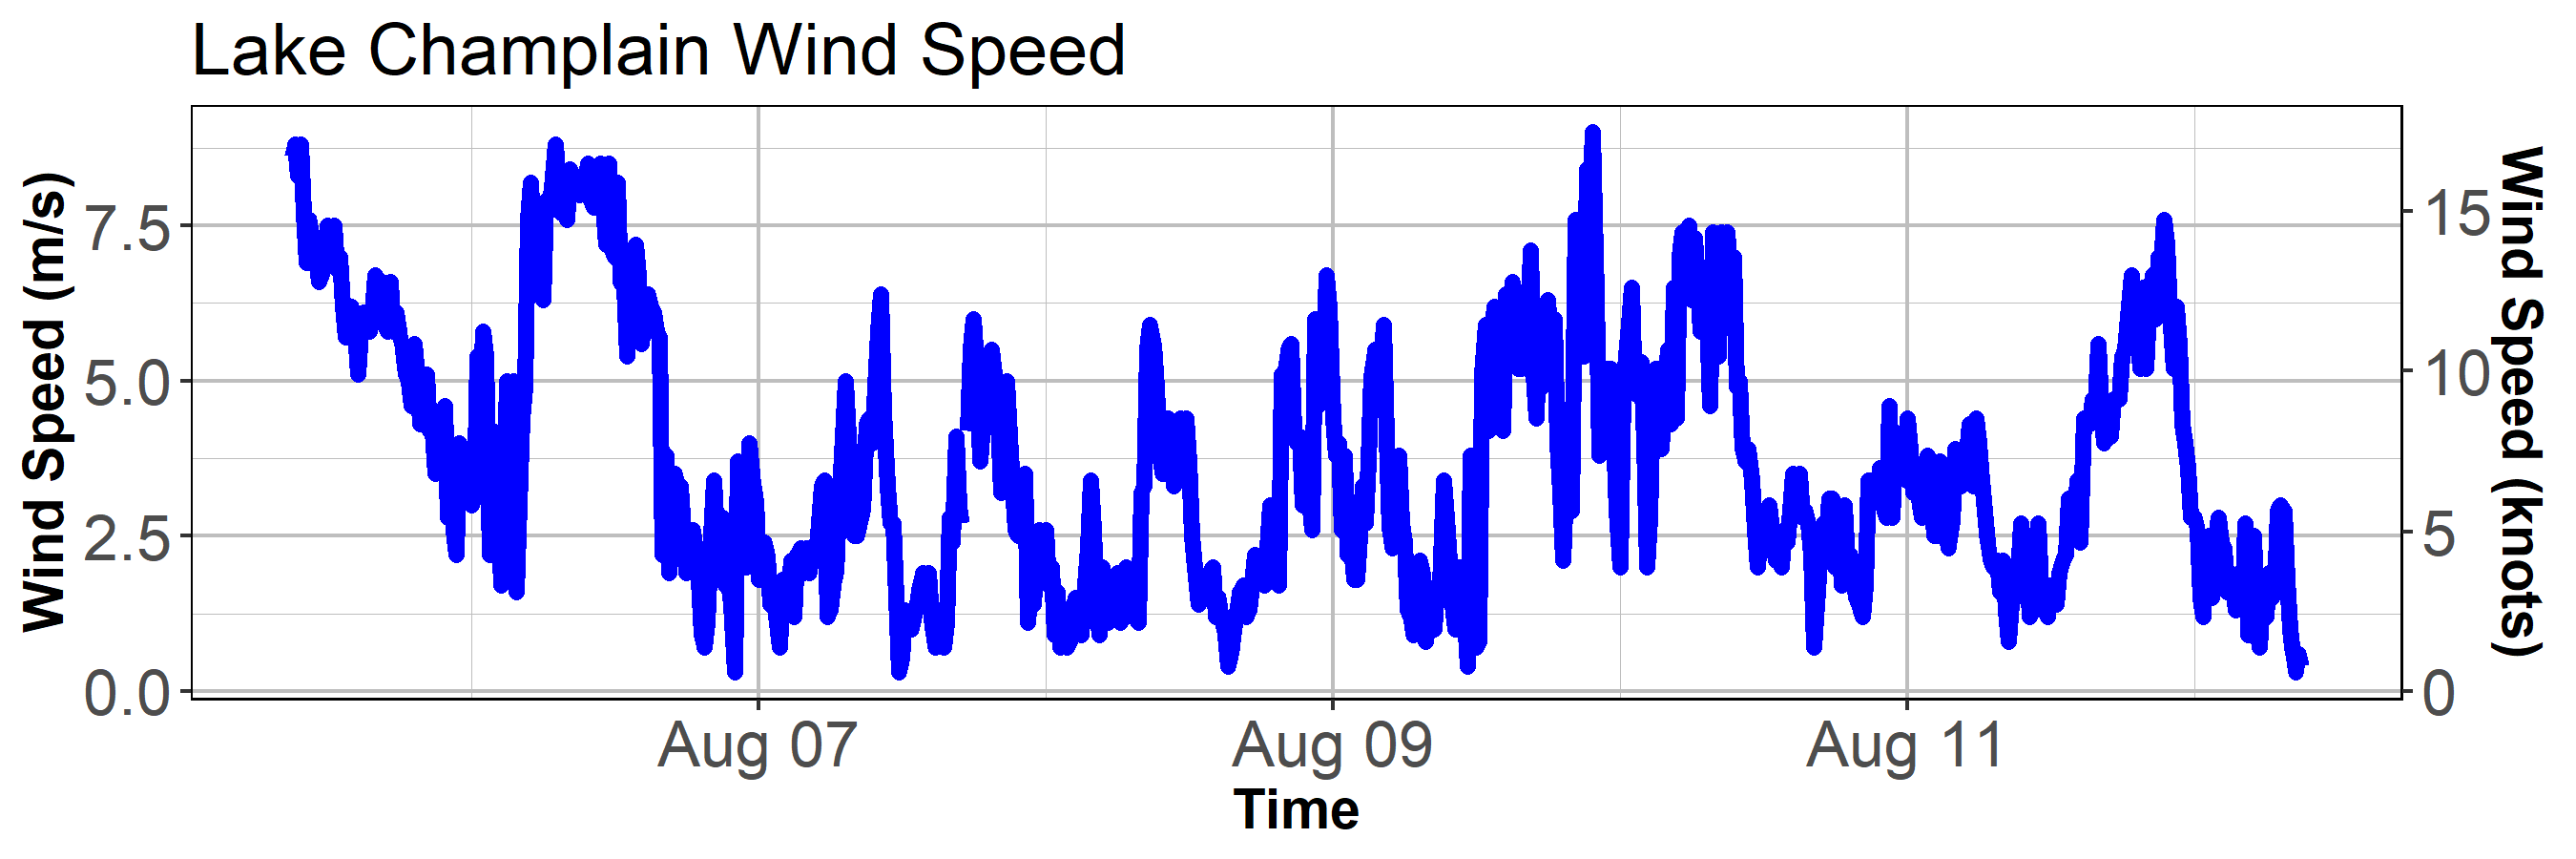 Lake Champlain Wind Speed
Wind Speed (m/s)
7.5
5.0
2.5
0.0
15
10
5
0
Wind Speed (knots)
Aug 07 Aug 09 Aug 11
Time